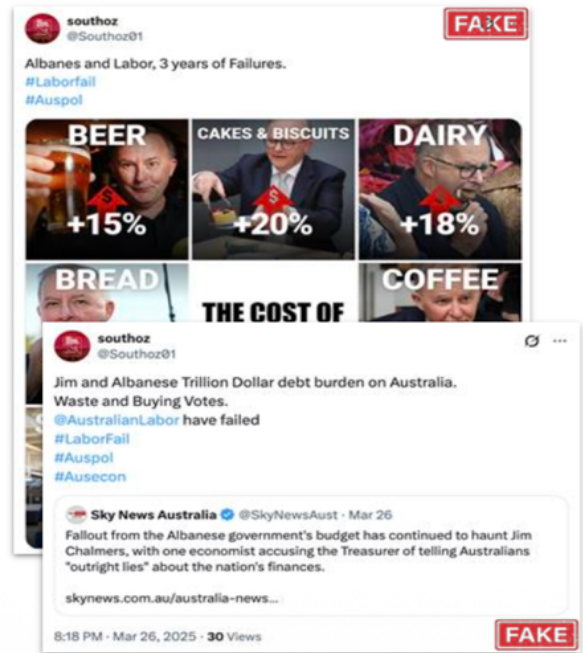 southoz
@Southoz01
FAKE
Albanes and Labor, 3 years of Failures.
#Laborfail
#Auspol
BEER
+15%
CAKES & BISCUITS
+20%
DAIRY
+18%
BREAD
THE COST OF
COFFEE
southoz
@Southoz01
Jim and Albanese Trillion Dollar debt burden on Australia.
Waste and Buying Votes.
@AustralianLabor have failed
#LaborFail
#Auspol
#Ausecon
Sky News Australia @SkyNewsAust · Mar 26
Fallout from the Albanese government's budget has continued to haunt Jim
Chalmers, with one economist accusing the Treasurer of telling Australians
"outright lies" about the nation's finances.
skynews.com.au/australia-news...
8:18 PM · Mar 26, 2025 · 30 Views
FAKE